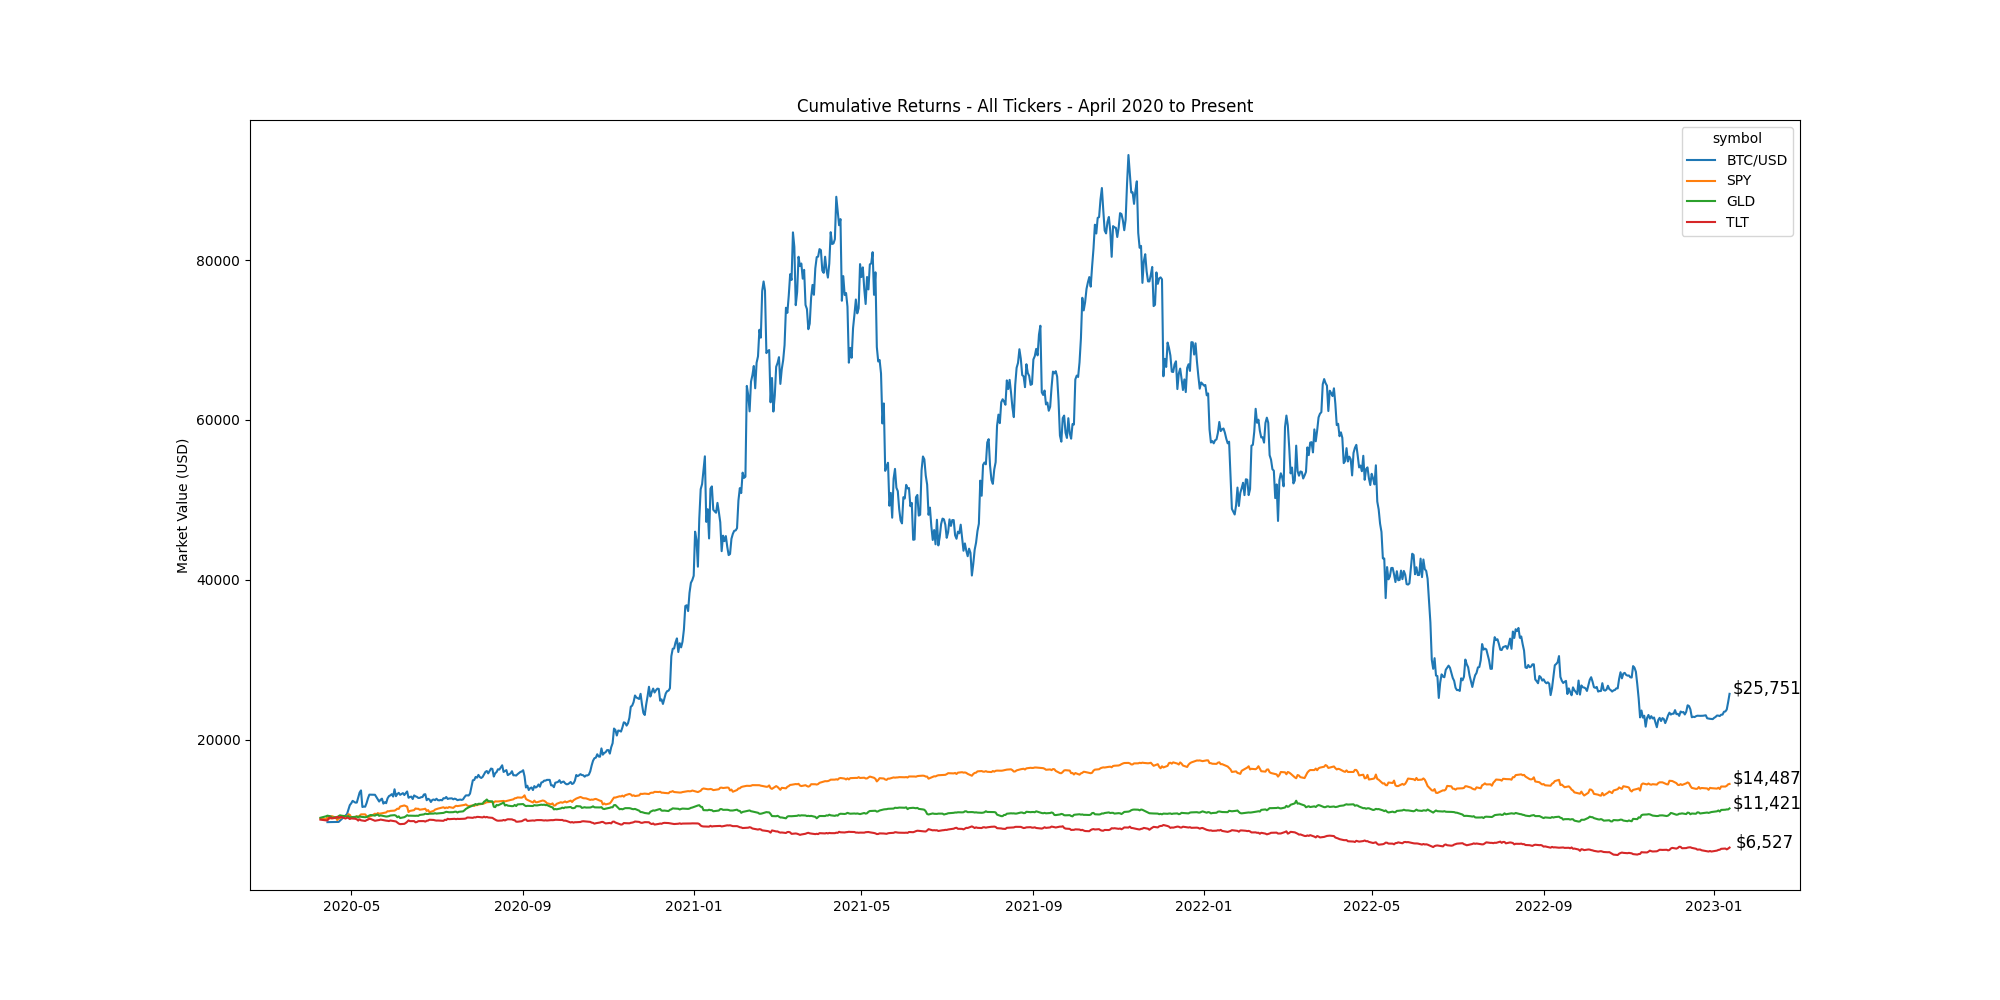 Cumulative Returns - All Tickers - April 2020 to Present
symbol
BTC/USD
SPY
GLD
TLT
Market Value (USD)
80000
60000
40000
20000
$25,751
$14,487
$11,421
$6,527
2020-05 2020-09 2021-01 2021-05 2021-09 2022-01 2022-05 2022-09 2023-01